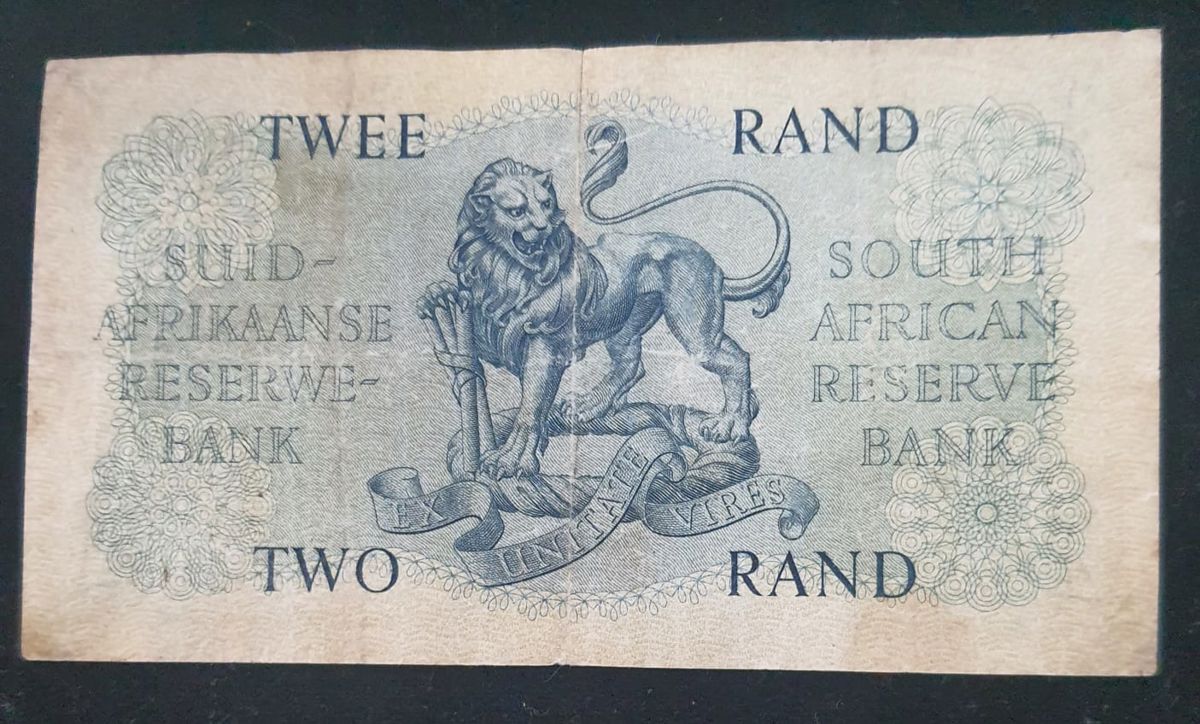 TWEE RAND
SUID-
AFRIKAANSE
RESERWE-
BANK
SOUTH
AFRICAN
RESERVE
BANK
EX UNITATE VIRES
TWO RAND